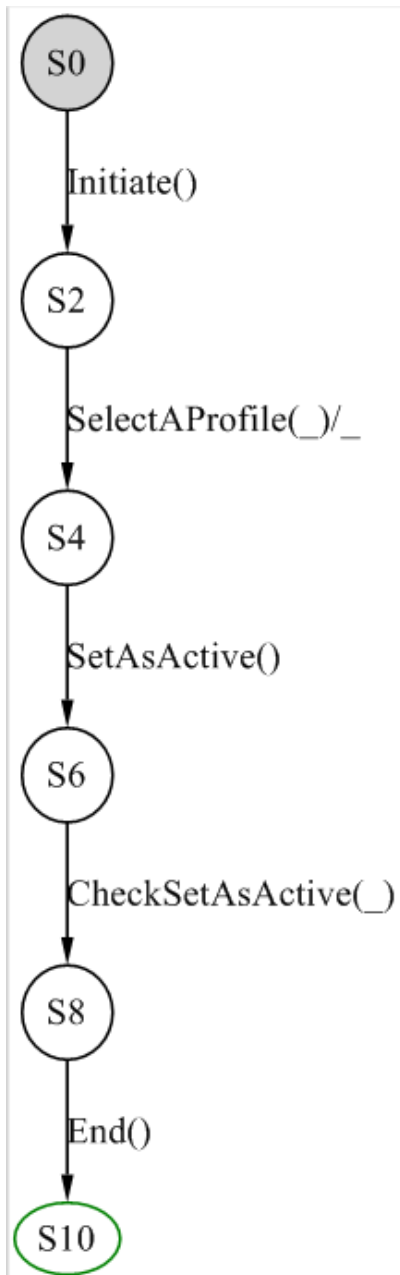 S0
Initiate()
S2
SelectAProfile(_)/_
S4
SetAsActive()
S6
CheckSetAsActive(_)
S8
End()
S10